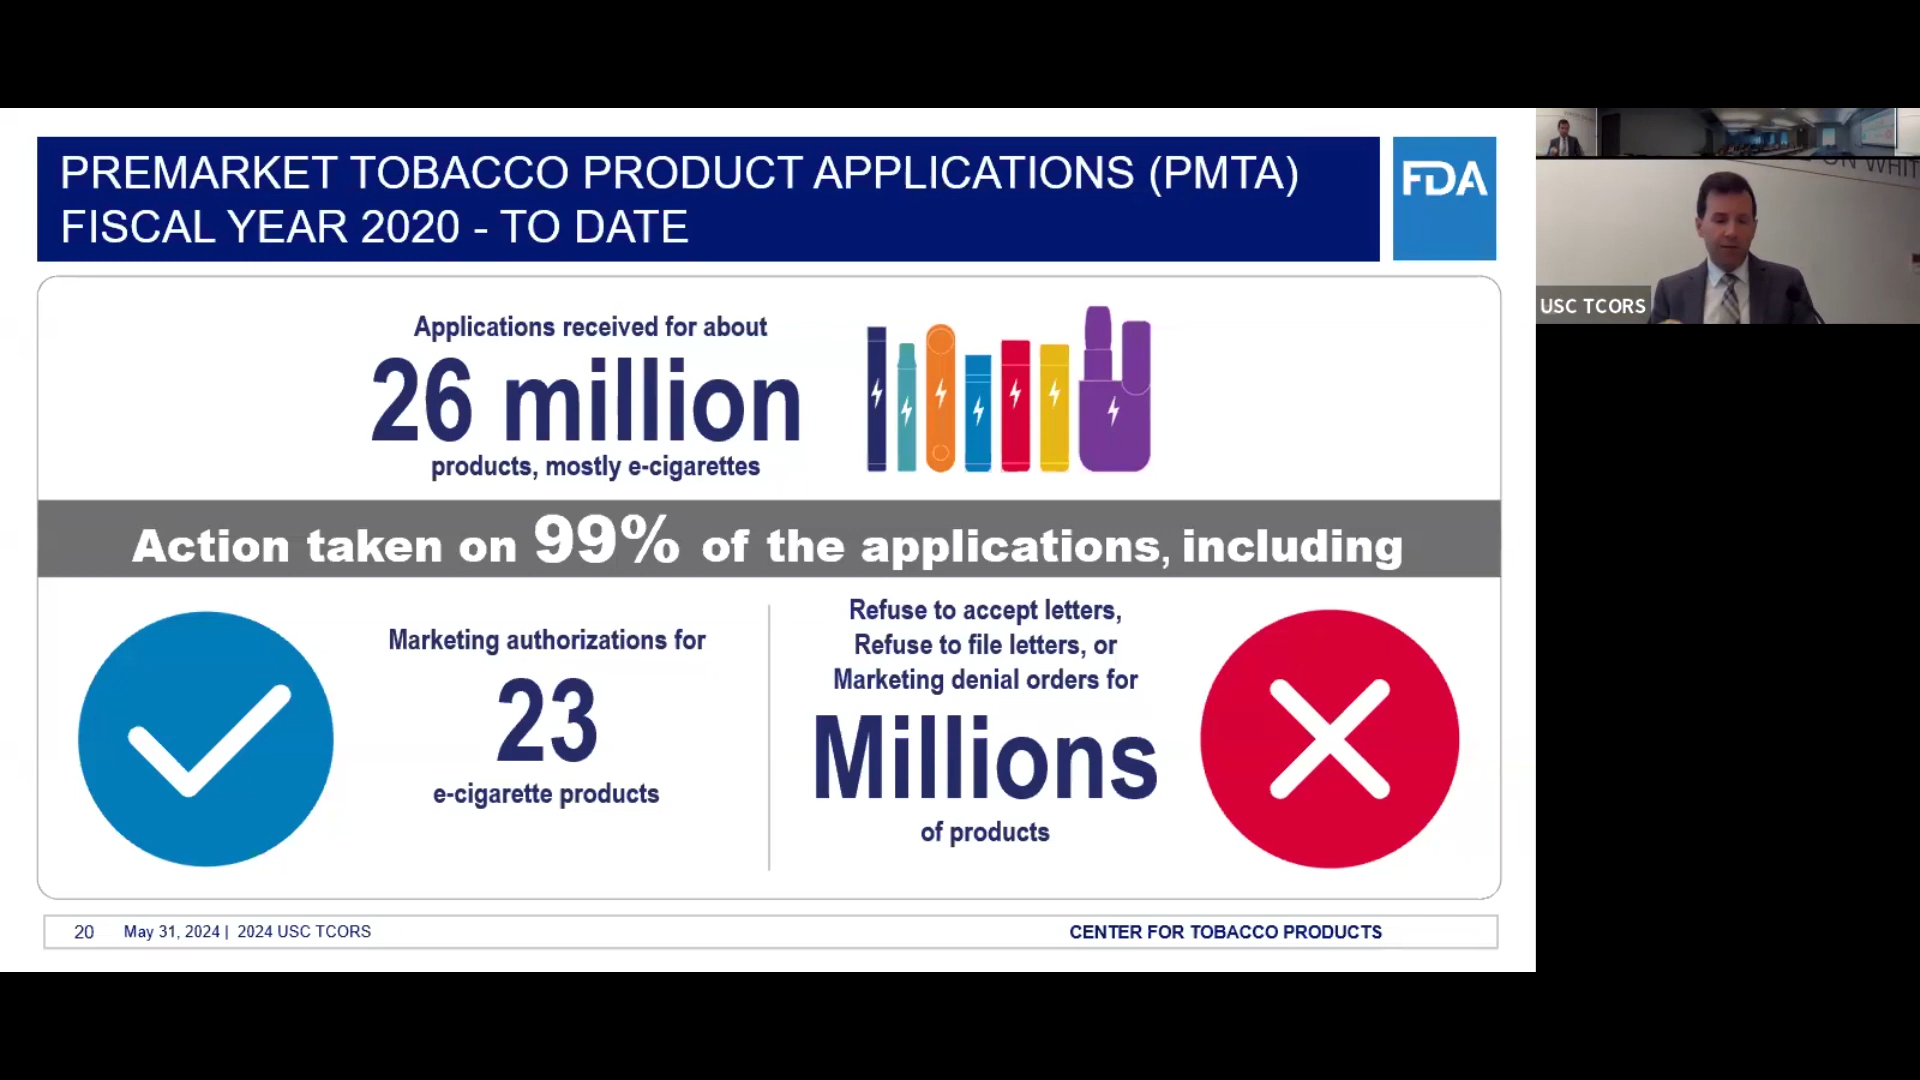 PREMARKET TOBACCO PRODUCT APPLICATIONS (PMTA)
FISCAL YEAR 2020 - TO DATE
FDA
Applications received for about
26 million
products, mostly e-cigarettes
Action taken on 99% of the applications, including
Marketing authorizations for
23
e-cigarette products
Refuse to accept letters,
Refuse to file letters, or
Marketing denial orders for
Millions
of products
20 May 31, 2024 | 2024 USC TCORS
CENTER FOR TOBACCO PRODUCTS
ON WHIT
USC TCORS